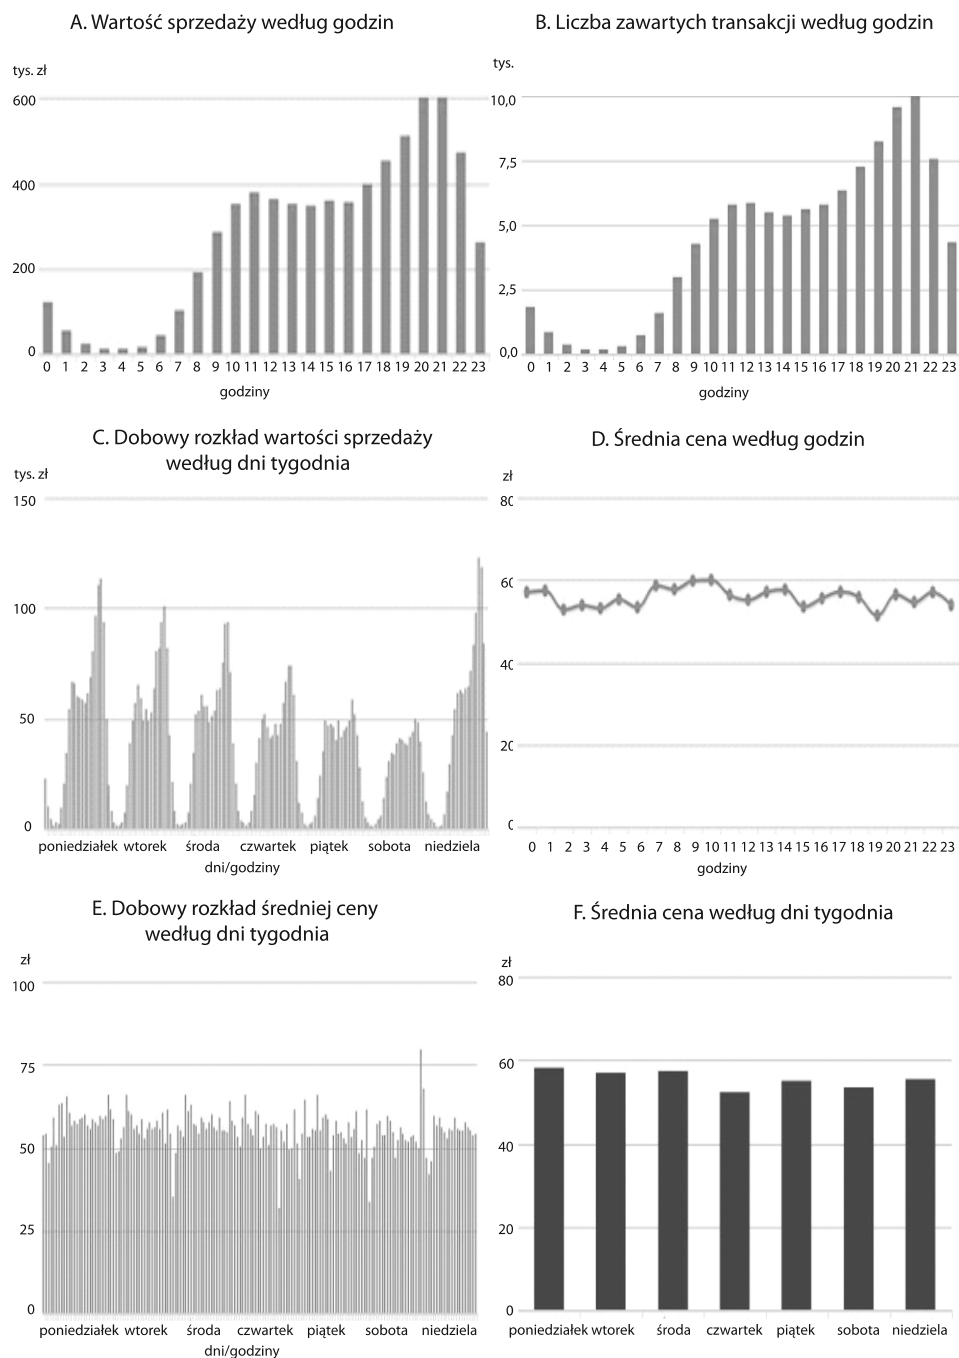 A. Wartość sprzedaży według godzin
tys. zł
600
400
200
0
0 1 2 3 4 5 6 7 8 9 10 11 12 13 14 15 16 17 18 19 20 21 22 23
godziny
B. Liczba zawartych transakcji według godzin
tys.
10,0
7,5
5,0
2,5
0,0
0 1 2 3 4 5 6 7 8 9 10 11 12 13 14 15 16 17 18 19 20 21 22 23
godziny
C. Dobowy rozkład wartości sprzedaży
według dni tygodnia
tys. zł
150
100
50
0
poniedziałek wtorek środa czwartek piątek sobota niedziela
dni/godziny
D. Średnia cena według godzin
zł
80
60
40
20
0
0 1 2 3 4 5 6 7 8 9 10 11 12 13 14 15 16 17 18 19 20 21 22 23
godziny
E. Dobowy rozkład średniej ceny
według dni tygodnia
zł
100
75
50
25
0
poniedziałek wtorek środa czwartek piątek sobota niedziela
dni/godziny
F. Średnia cena według dni tygodnia
zł
80
60
40
20
0
poniedziałek wtorek środa czwartek piątek sobota niedziela